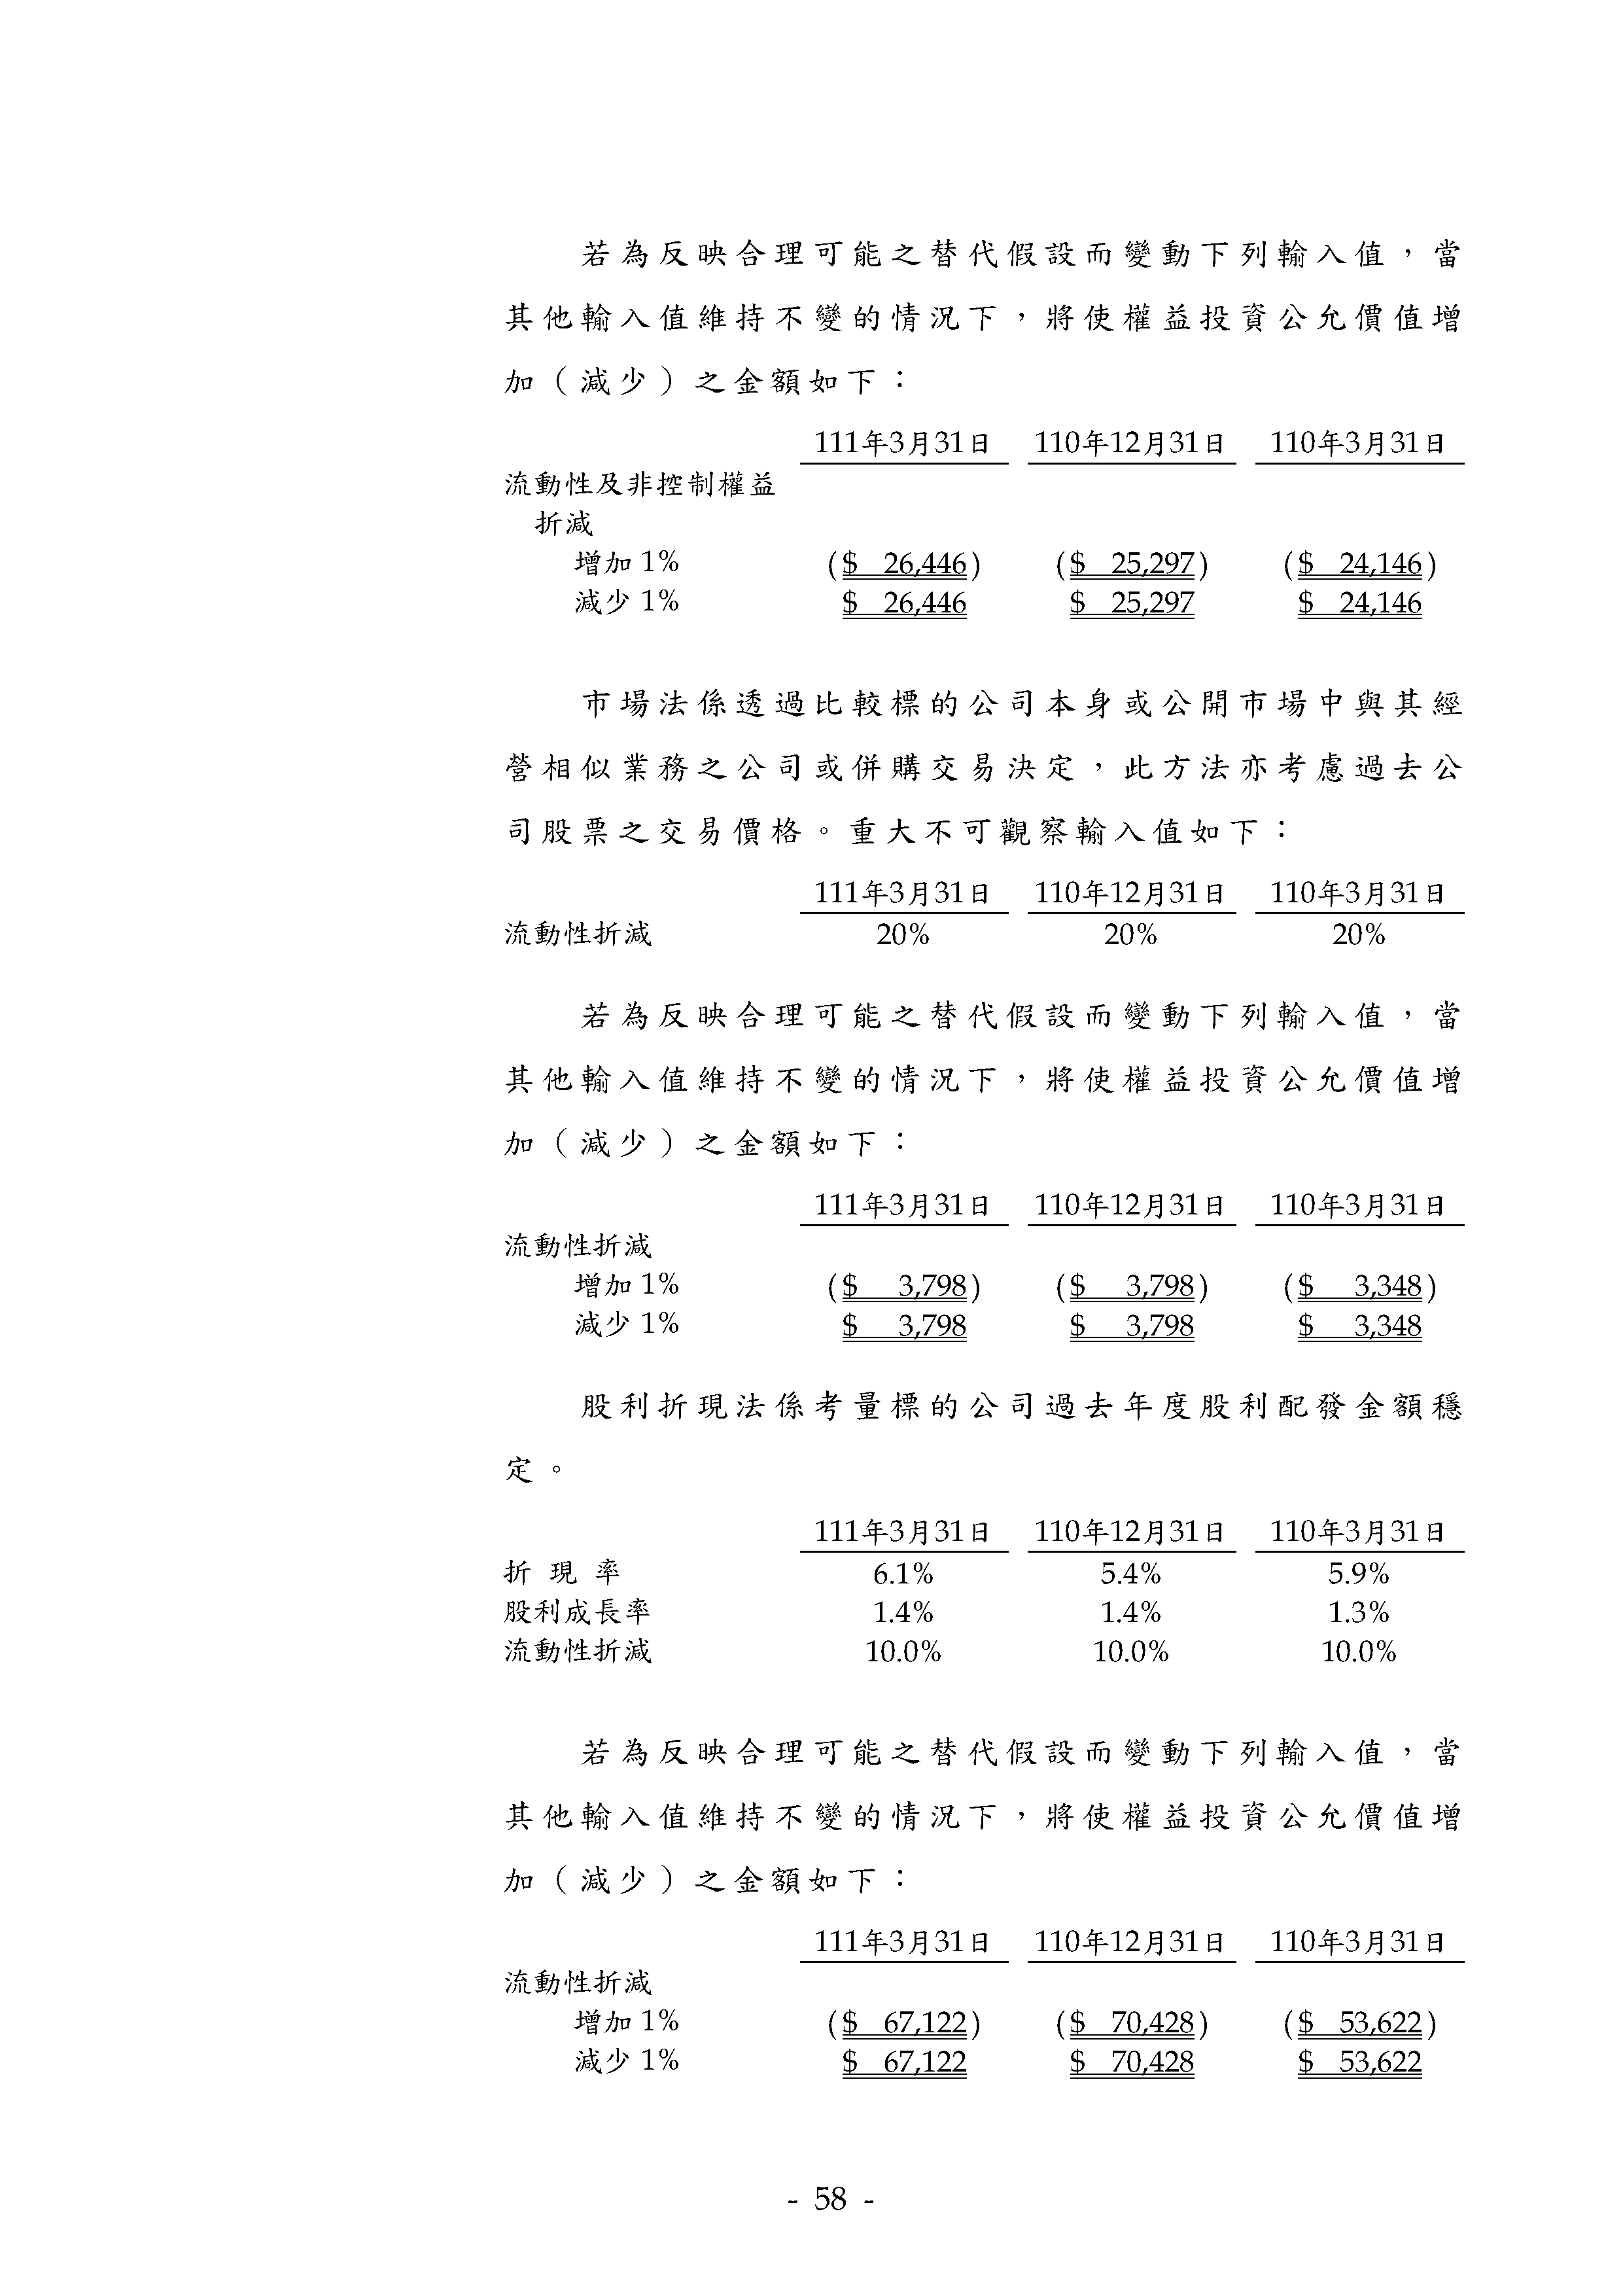 若為反映合理可能之替代假設而變動下列輸入值，當
其他輸入值維持不變的情況下，將使權益投資公允價值增
加（減少）之金額如下：
111年3月31日 110年12月31日 110年3月31日
流動性及非控制權益
折減
增加 1% ($ 26,446) ($ 25,297) ($ 24,146)
減少 1% $ 26,446 $ 25,297 $ 24,146
市場法係透過比較標的公司本身或公開市場中與其經
營相似業務之公司或併購交易決定，此方法亦考慮過去公
司股票之交易價格。重大不可觀察輸入值如下：
111年3月31日 110年12月31日 110年3月31日
流動性折減 20% 20% 20%
若為反映合理可能之替代假設而變動下列輸入值，當
其他輸入值維持不變的情況下，將使權益投資公允價值增
加（減少）之金額如下：
111年3月31日 110年12月31日 110年3月31日
流動性折減
增加 1% ($ 3,798) ($ 3,798) ($ 3,348)
減少 1% $ 3,798 $ 3,798 $ 3,348
股利折現法係考量標的公司過去年度股利配發金額穩
定。
111年3月31日 110年12月31日 110年3月31日
折現率 6.1% 5.4% 5.9%
股利成長率 1.4% 1.4% 1.3%
流動性折減 10.0% 10.0% 10.0%
若為反映合理可能之替代假設而變動下列輸入值，當
其他輸入值維持不變的情況下，將使權益投資公允價值增
加（減少）之金額如下：
111年3月31日 110年12月31日 110年3月31日
流動性折減
增加 1% ($ 67,122) ($ 70,428) ($ 53,622)
減少 1% $ 67,122 $ 70,428 $ 53,622
- 58 -